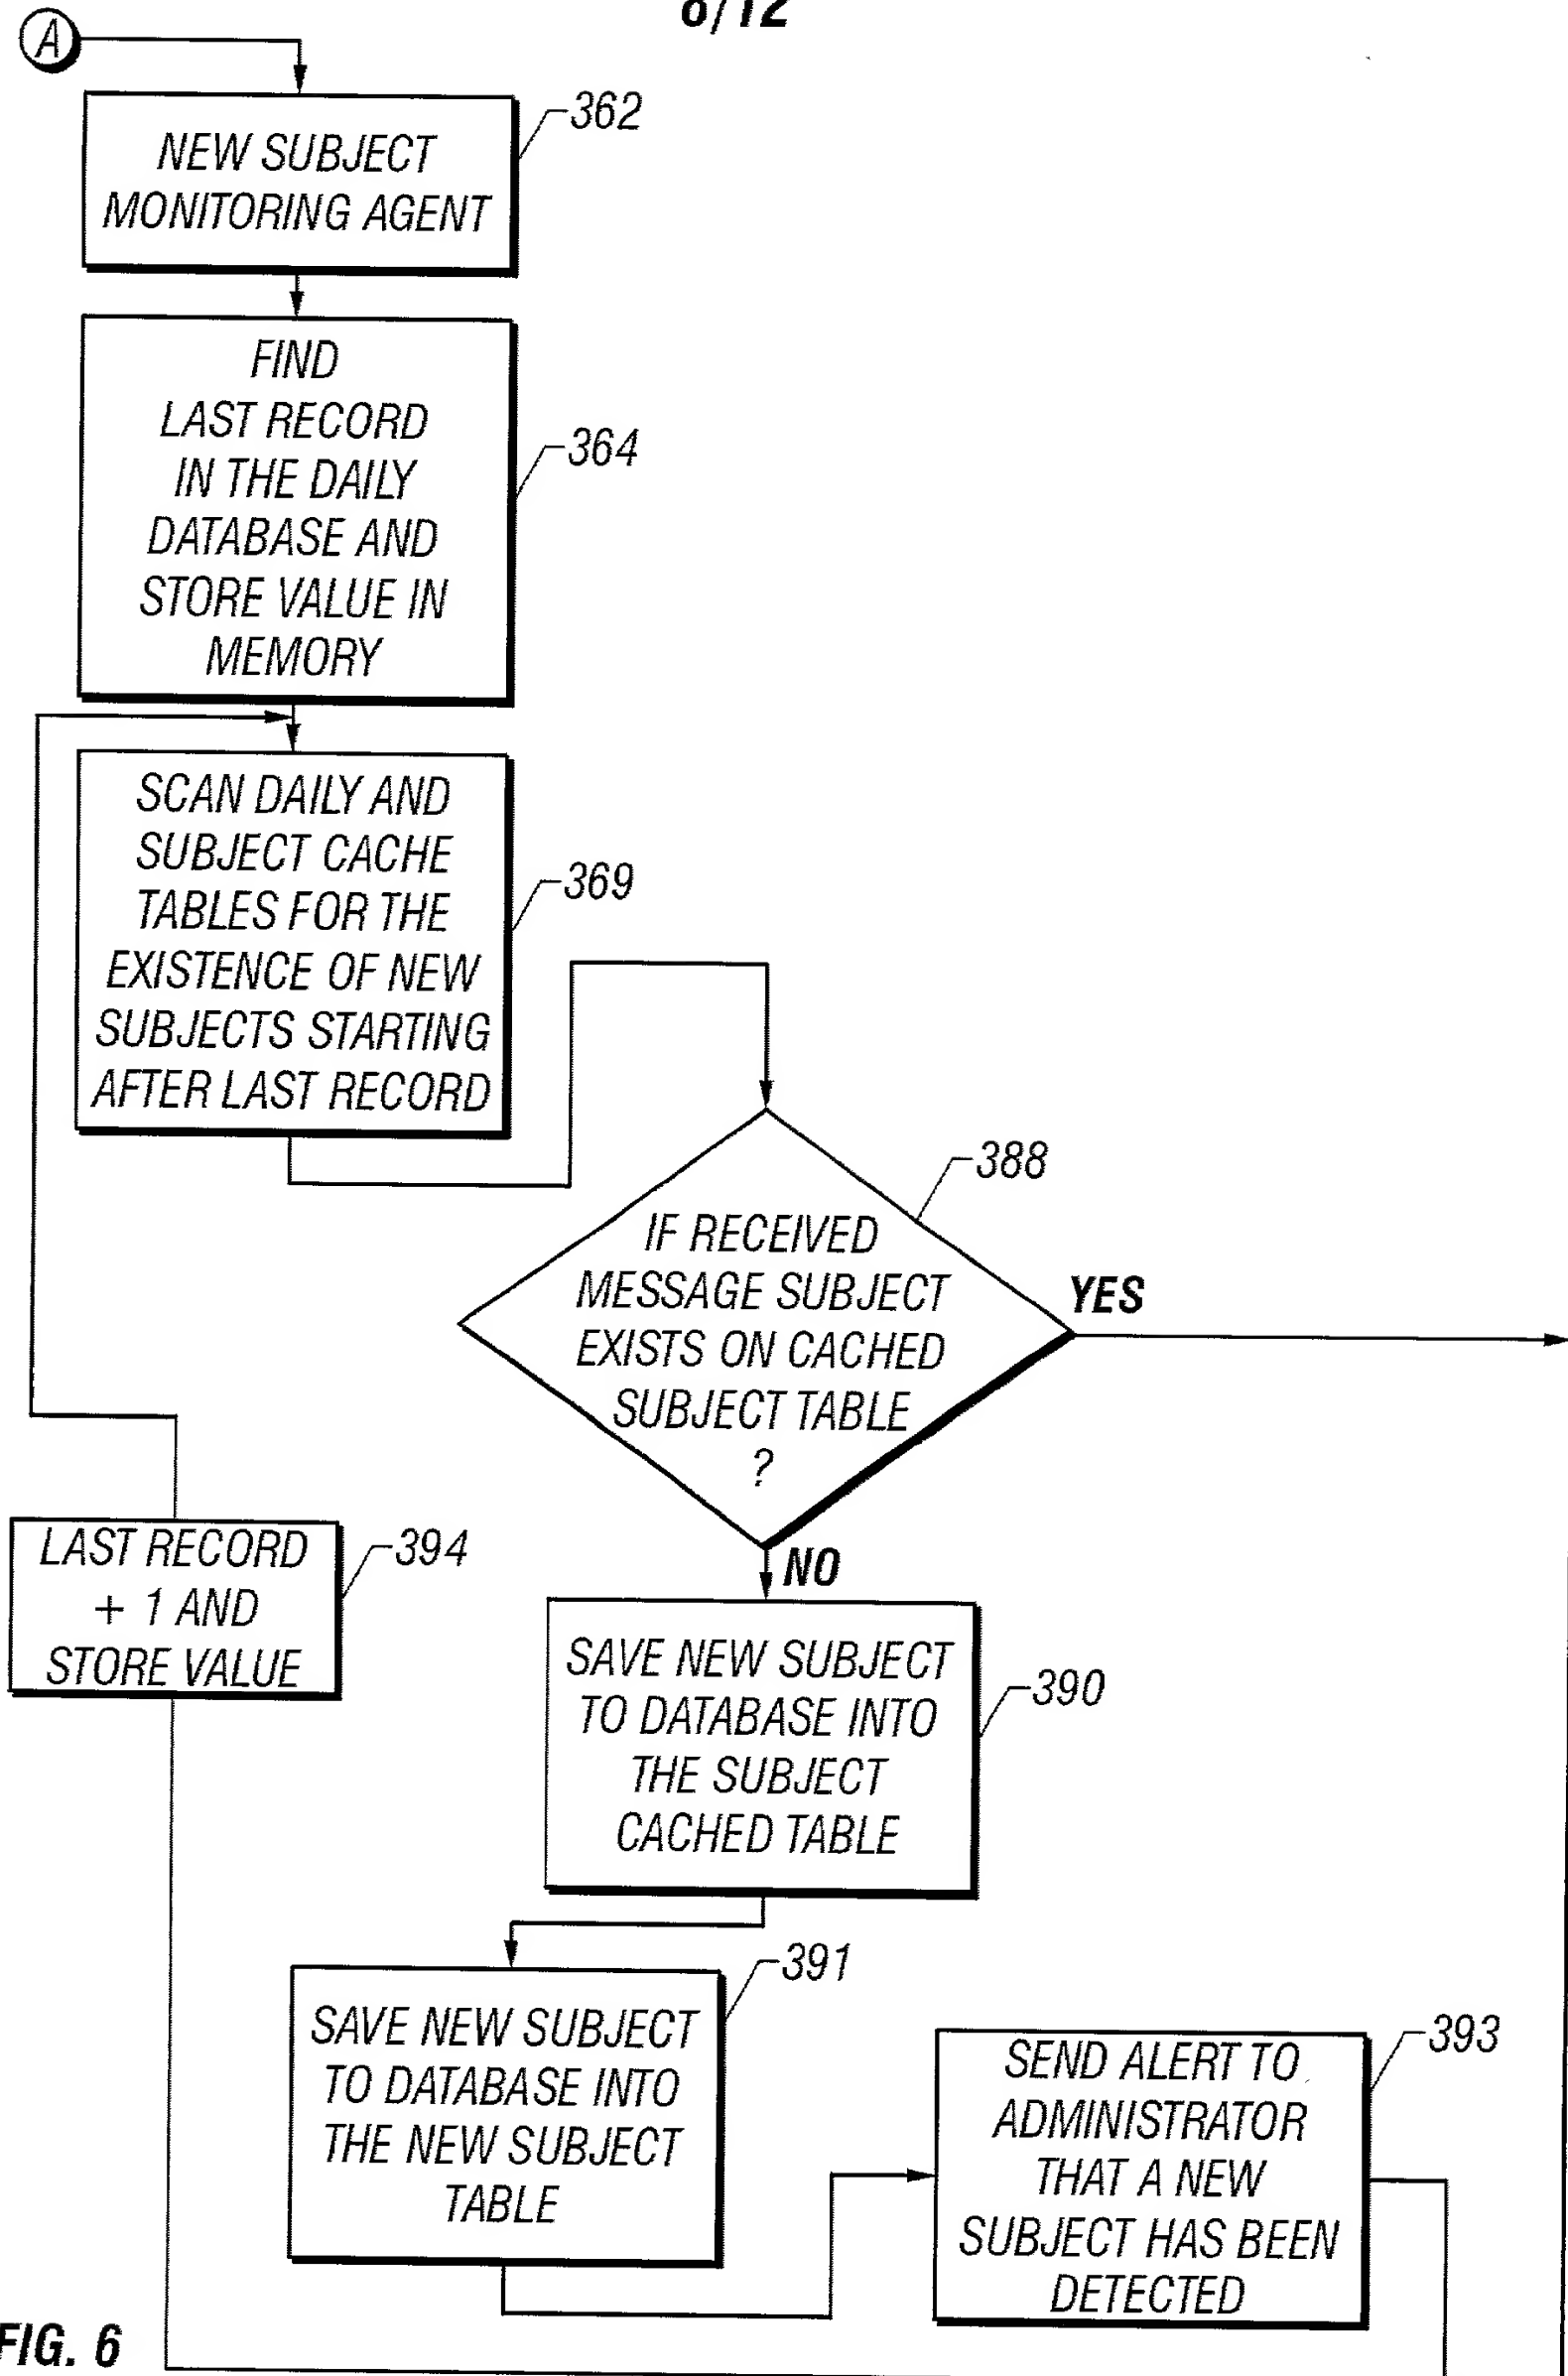 8/12
A
362
NEW SUBJECT
MONITORING AGENT
FIND
LAST RECORD
IN THE DAILY
DATABASE AND
STORE VALUE IN
MEMORY
364
SCAN DAILY AND
SUBJECT CACHE
TABLES FOR THE
EXISTENCE OF NEW
SUBJECTS STARTING
AFTER LAST RECORD
369
388
IF RECEIVED
MESSAGE SUBJECT
EXISTS ON CACHED
SUBJECT TABLE
?
YES
NO
LAST RECORD
+ 1 AND
STORE VALUE
394
SAVE NEW SUBJECT
TO DATABASE INTO
THE SUBJECT
CACHED TABLE
390
391
SAVE NEW SUBJECT
TO DATABASE INTO
THE NEW SUBJECT
TABLE
393
SEND ALERT TO
ADMINISTRATOR
THAT A NEW
SUBJECT HAS BEEN
DETECTED
FIG. 6